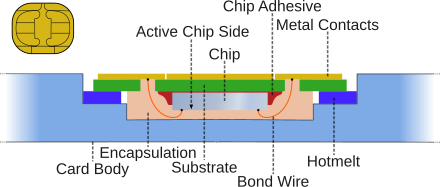 Chip Adhesive
Metal Contacts
Active Chip Side
Chip
Encapsulation
Card Body
Substrate
Hotmelt
Bond Wire